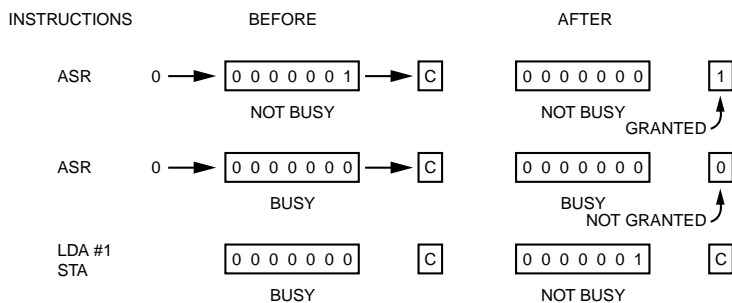 INSTRUCTIONS BEFORE AFTER
ASR 0 0 0 0 0 0 0 1 C 0 0 0 0 0 0 0 1
NOT BUSY NOT BUSY
GRANTED
ASR 0 0 0 0 0 0 0 0 C 0 0 0 0 0 0 0 0
BUSY BUSY
NOT GRANTED
LDA #1
STA 0 0 0 0 0 0 0 C 0 0 0 0 0 0 1 C
BUSY NOT BUSY